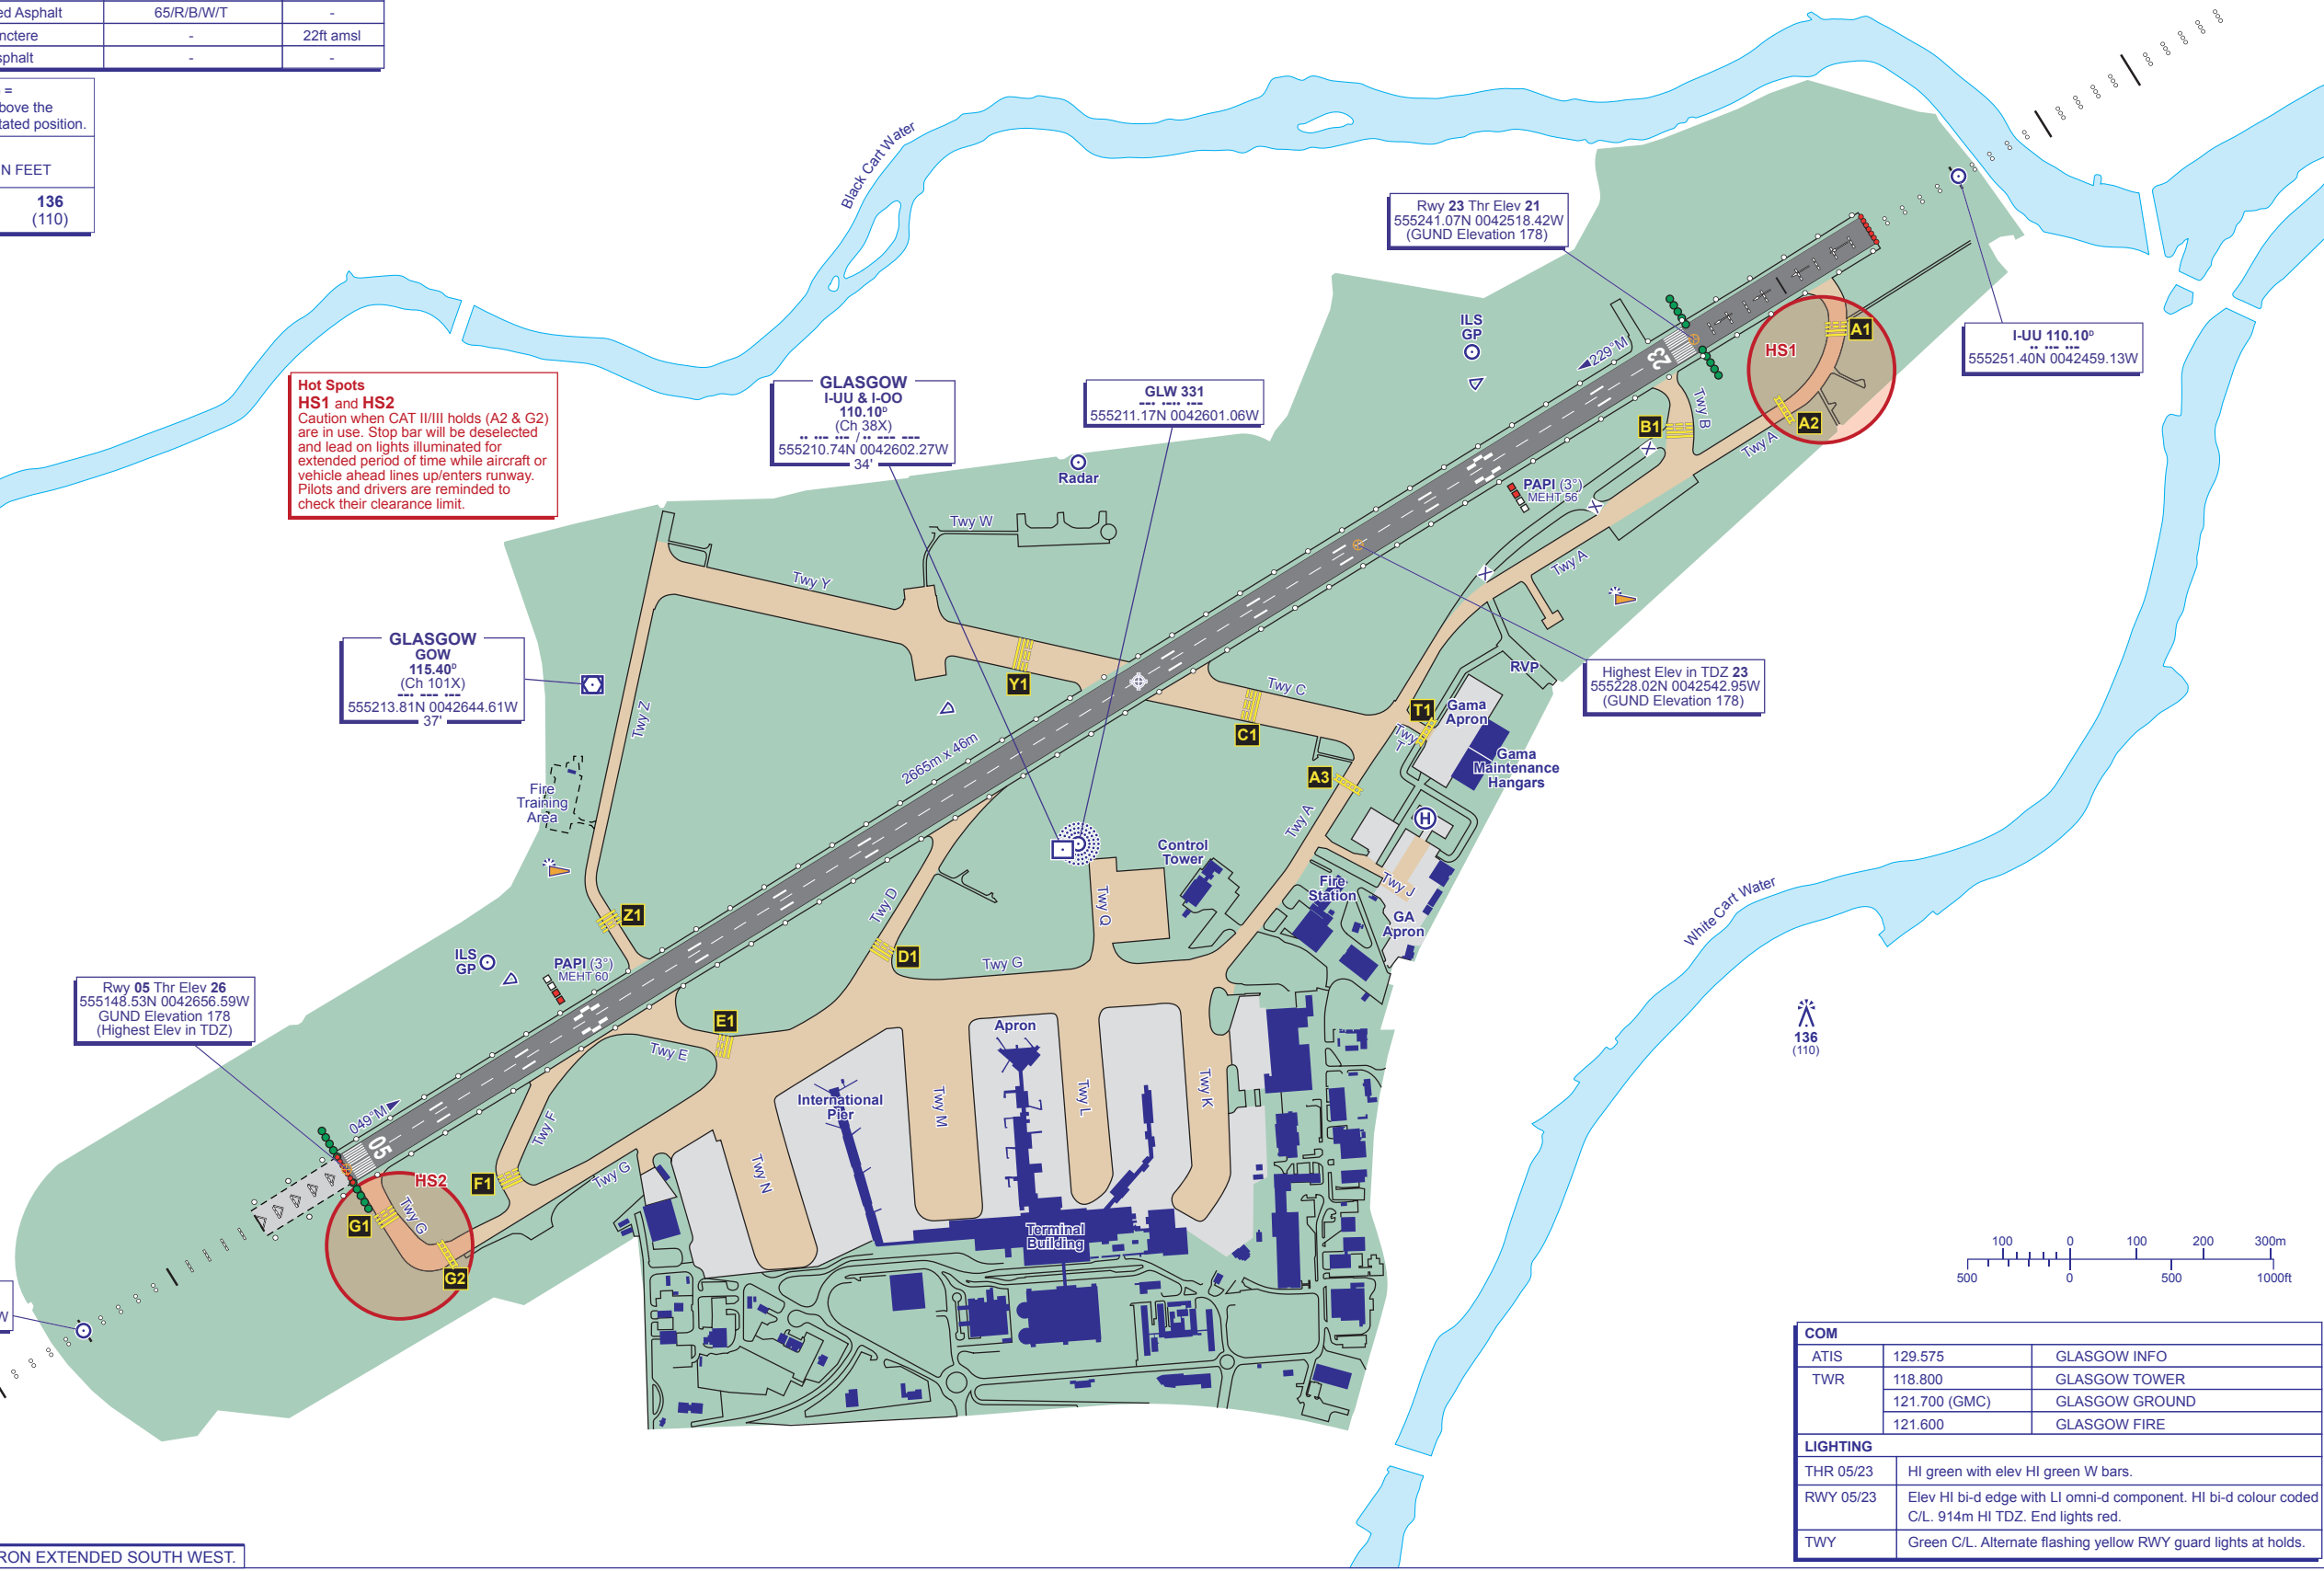 ed Asphalt 65/R/B/W/T -
nctere - 22ft amsl
sphalt - -
=
bove the
tated position.
N FEET
136
(110)
Black Cart Water
Rwy 23 Thr Elev 21
555241.07N 0042518.42W
(GUND Elevation 178)
I-UU 110.10D
555251.40N 0042459.13W
Hot Spots
HS1 and HS2
Caution when CAT II/III holds (A2 & G2)
are in use. Stop bar will be deselected
and lead on lights illuminated for
extended period of time while aircraft or
vehicle ahead lines up/enters runway.
Pilots and drivers are reminded to
check their clearance limit.
GLASGOW
I-UU & I-OO
110.10D
(Ch 38X)
555210.74N 0042602.27W
34'
GLW 331
555211.17N 0042601.06W
ILS
GP
229°M
23
HS1
A1
A2
Twy B
B1
Twy A
Radar
PAPI (3°)
MEHT 56
X
X
X
Twy W
Twy Y
Twy A
GLASGOW
GOW
115.40D
(Ch 101X)
555213.81N 0042644.61W
37'
Highest Elev in TDZ 23
555228.02N 0042542.95W
(GUND Elevation 178)
RVP
Y1
Twy C
C1
T1
Twy
T
Gama
Apron
Gama
Maintenance
Hangars
Twy Z
2665m x 46m
A3
Twy A
H
Fire
Training
Area
Control
Tower
Fire
Station
Twy J
GA
Apron
Twy Q
Twy D
Z1
D1
Twy G
White Cart Water
ILS
GP
PAPI (3°)
MEHT 60
Rwy 05 Thr Elev 26
555148.53N 0042656.59W
GUND Elevation 178
(Highest Elev in TDZ)
E1
Twy E
Apron
136
(110)
International
Pier
Twy M
Twy L
Twy K
049°M
05
Twy F
F1
Twy G
Twy N
HS2
G1
Twy G
G2
Terminal
Building
W
100 0 100 200 300m
500 0 500 1000ft
COM
ATIS 129.575 GLASGOW INFO
TWR 118.800 GLASGOW TOWER
121.700 (GMC) GLASGOW GROUND
121.600 GLASGOW FIRE
LIGHTING
THR 05/23 HI green with elev HI green W bars.
RWY 05/23 Elev HI bi-d edge with LI omni-d component. HI bi-d colour coded
C/L. 914m HI TDZ. End lights red.
TWY Green C/L. Alternate flashing yellow RWY guard lights at holds.
RON EXTENDED SOUTH WEST.